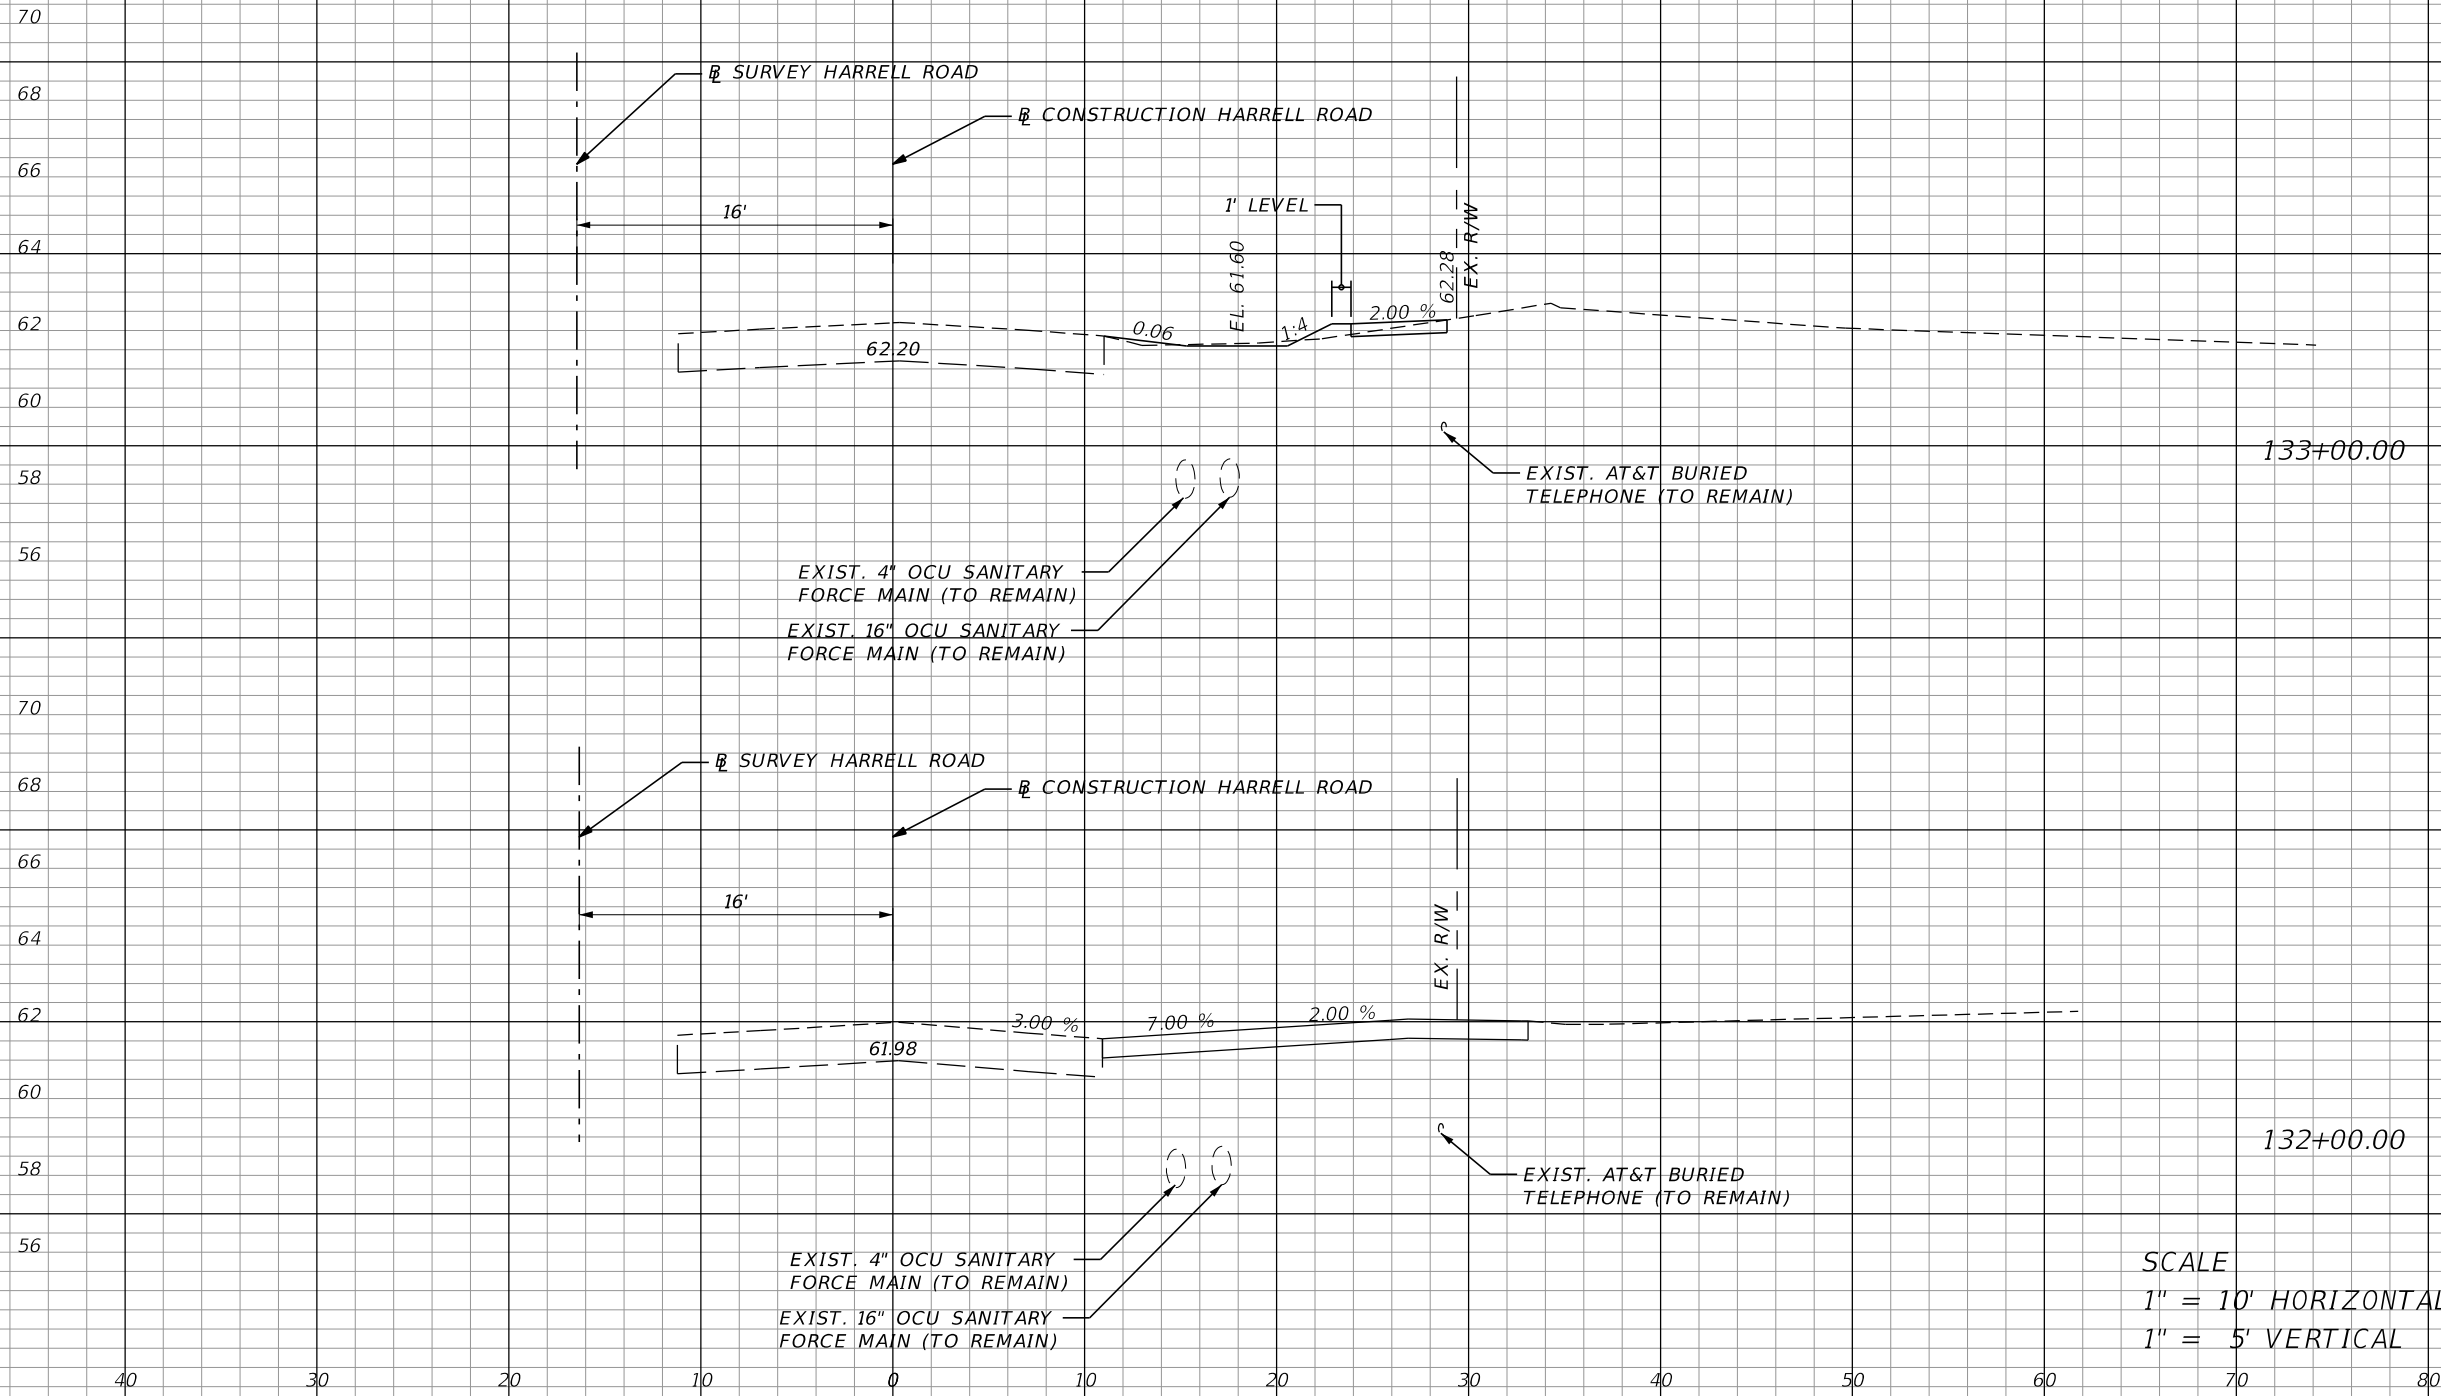 70
℄ SURVEY HARRELL ROAD
68
℄ CONSTRUCTION HARRELL ROAD
66
16'
1' LEVEL
EX. R/W
64
EL. 61.60
62.28
62
0.06
1:4
2.00 %
62.20
60
133+00.00
58
EXIST. AT&T BURIED
TELEPHONE (TO REMAIN)
56
EXIST. 4" OCU SANITARY
FORCE MAIN (TO REMAIN)
EXIST. 16" OCU SANITARY
FORCE MAIN (TO REMAIN)
70
℄ SURVEY HARRELL ROAD
68
℄ CONSTRUCTION HARRELL ROAD
66
16'
64
EX. R/W
62
3.00 %
7.00 %
2.00 %
61.98
60
132+00.00
58
EXIST. AT&T BURIED
TELEPHONE (TO REMAIN)
56
EXIST. 4" OCU SANITARY
FORCE MAIN (TO REMAIN)
EXIST. 16" OCU SANITARY
FORCE MAIN (TO REMAIN)
SCALE
1" = 10' HORIZONTAL
1" = 5' VERTICAL
40 30 20 10 0 10 20 30 40 50 60 70 80